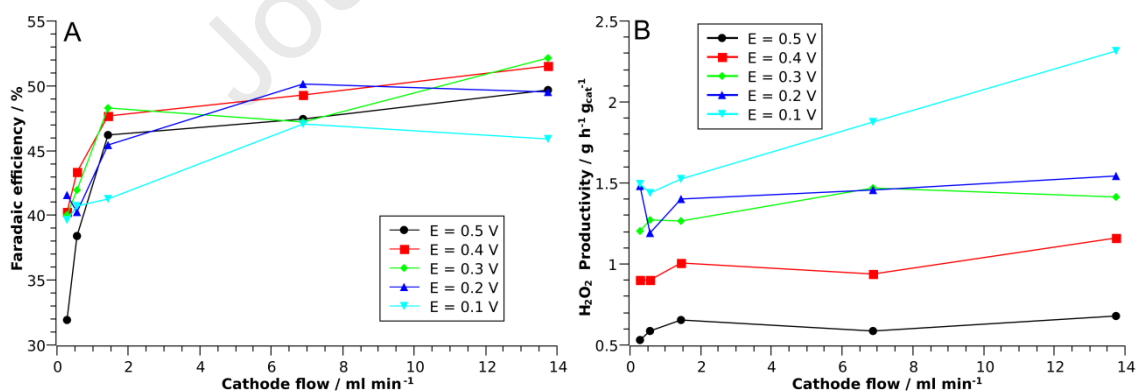 Jou
A
55
50
45
40
35
30
Faradaic efficiency / %
0 2 4 6 8 10 12 14
Cathode flow / ml min⁻¹
E = 0.5 V
E = 0.4 V
E = 0.3 V
E = 0.2 V
E = 0.1 V
B
2.5
2
1.5
1
0.5
H₂O₂ Productivity / g h⁻¹ g꜀ₐₜ⁻¹
0 2 4 6 8 10 12 14
Cathode flow / ml min⁻¹
E = 0.5 V
E = 0.4 V
E = 0.3 V
E = 0.2 V
E = 0.1 V